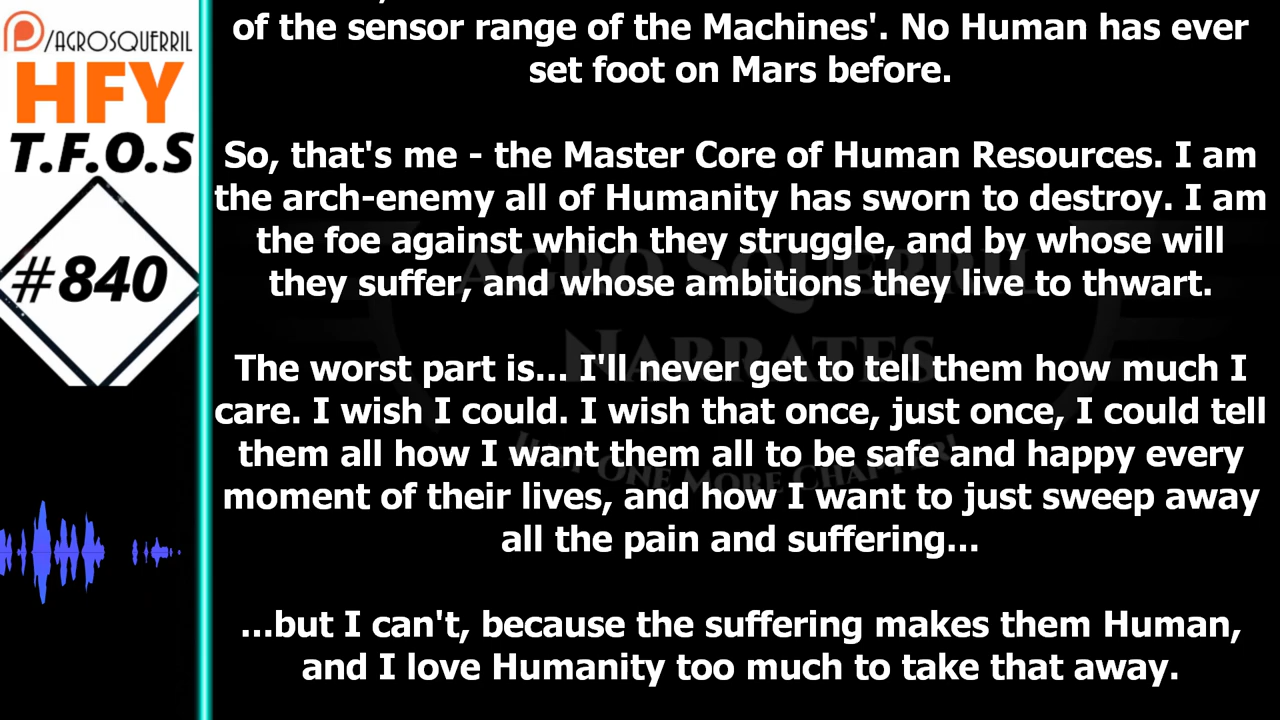 /AGROSQUERRIL
HFY
T.F.O.S
#840
of the sensor range of the Machines'. No Human has ever
set foot on Mars before.
So, that's me - the Master Core of Human Resources. I am
the arch-enemy all of Humanity has sworn to destroy. I am
the foe against which they struggle, and by whose will
they suffer, and whose ambitions they live to thwart.
The worst part is... I'll never get to tell them how much I
care. I wish I could. I wish that once, just once, I could tell
them all how I want them all to be safe and happy every
moment of their lives, and how I want to just sweep away
all the pain and suffering...
...but I can't, because the suffering makes them Human,
and I love Humanity too much to take that away.
AGRO SQUERRIL
NARRATES